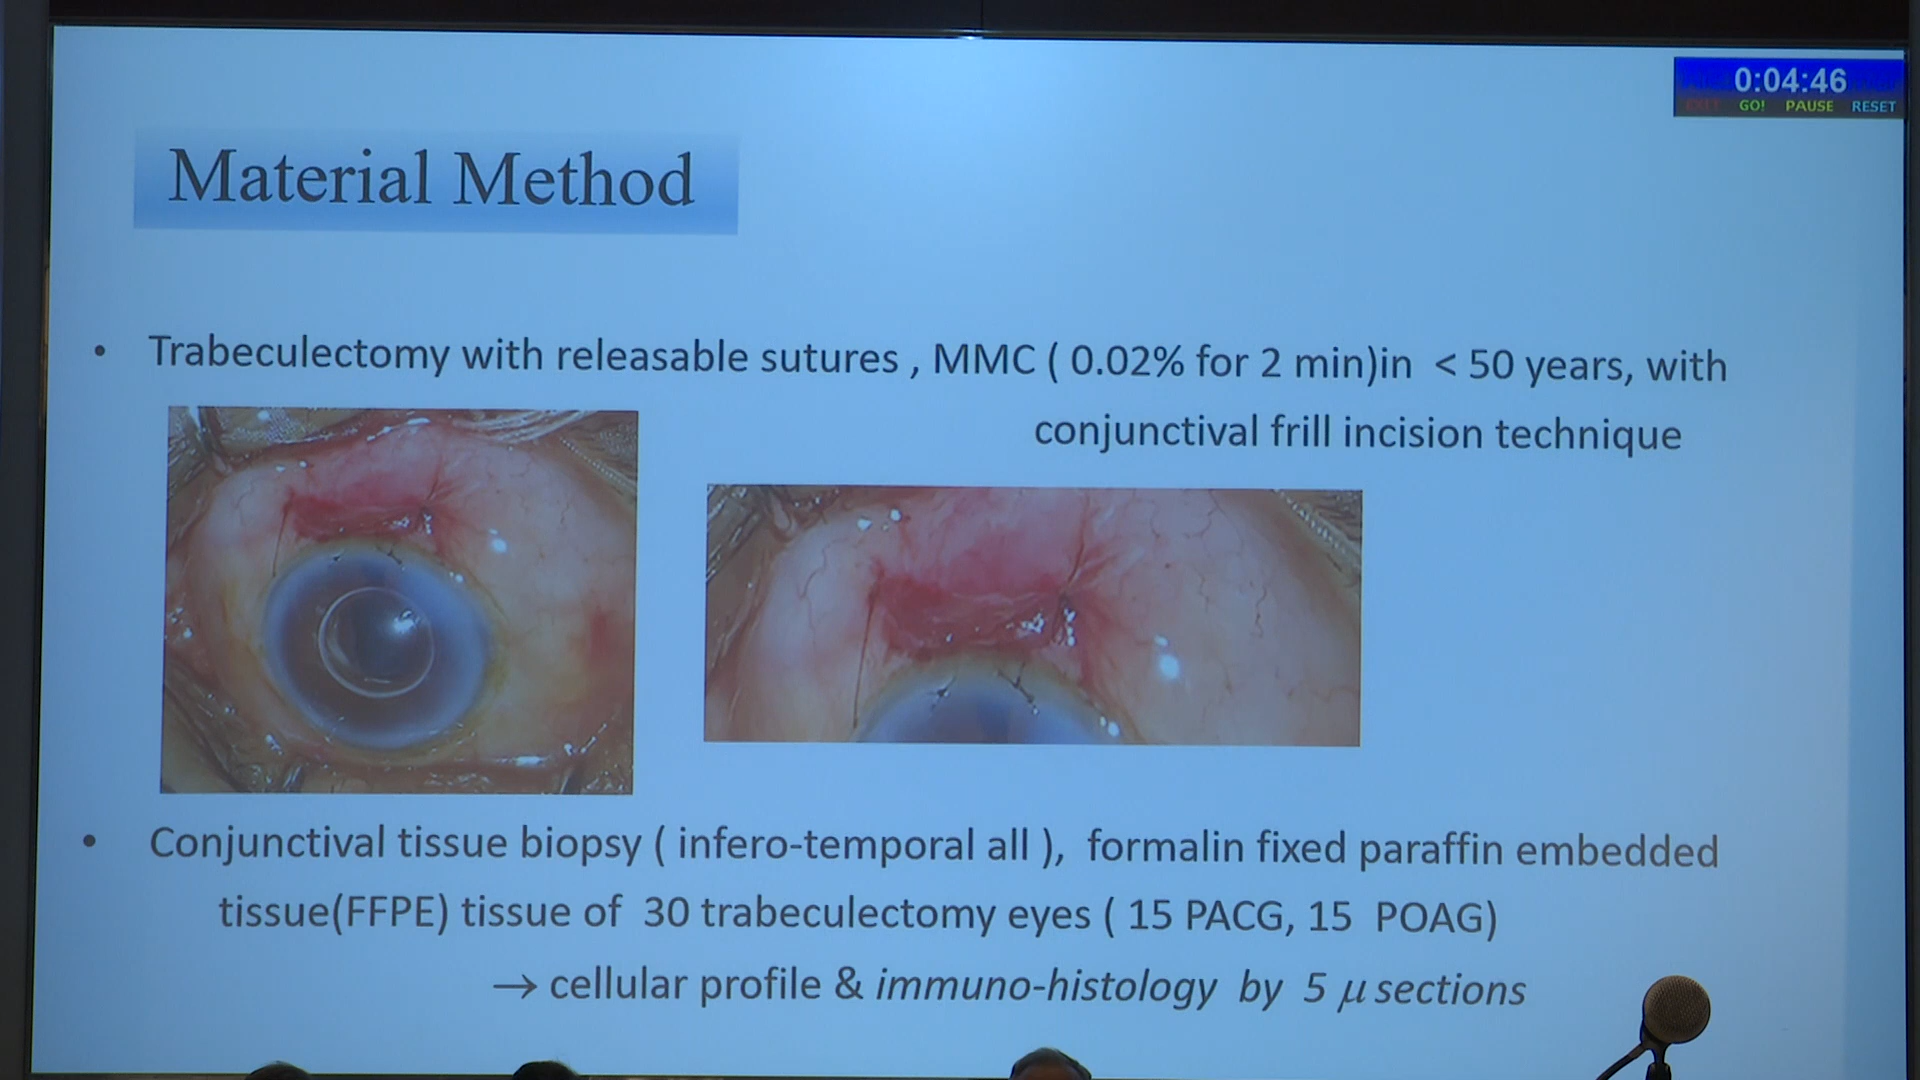 0:04:46
EXIT GO! PAUSE RESET
Material Method
• Trabeculectomy with releasable sutures , MMC ( 0.02% for 2 min)in < 50 years, with
conjunctival frill incision technique
• Conjunctival tissue biopsy ( infero-temporal all ), formalin fixed paraffin embedded
tissue(FFPE) tissue of 30 trabeculectomy eyes ( 15 PACG, 15 POAG)
→ cellular profile & immuno-histology by 5 μ sections